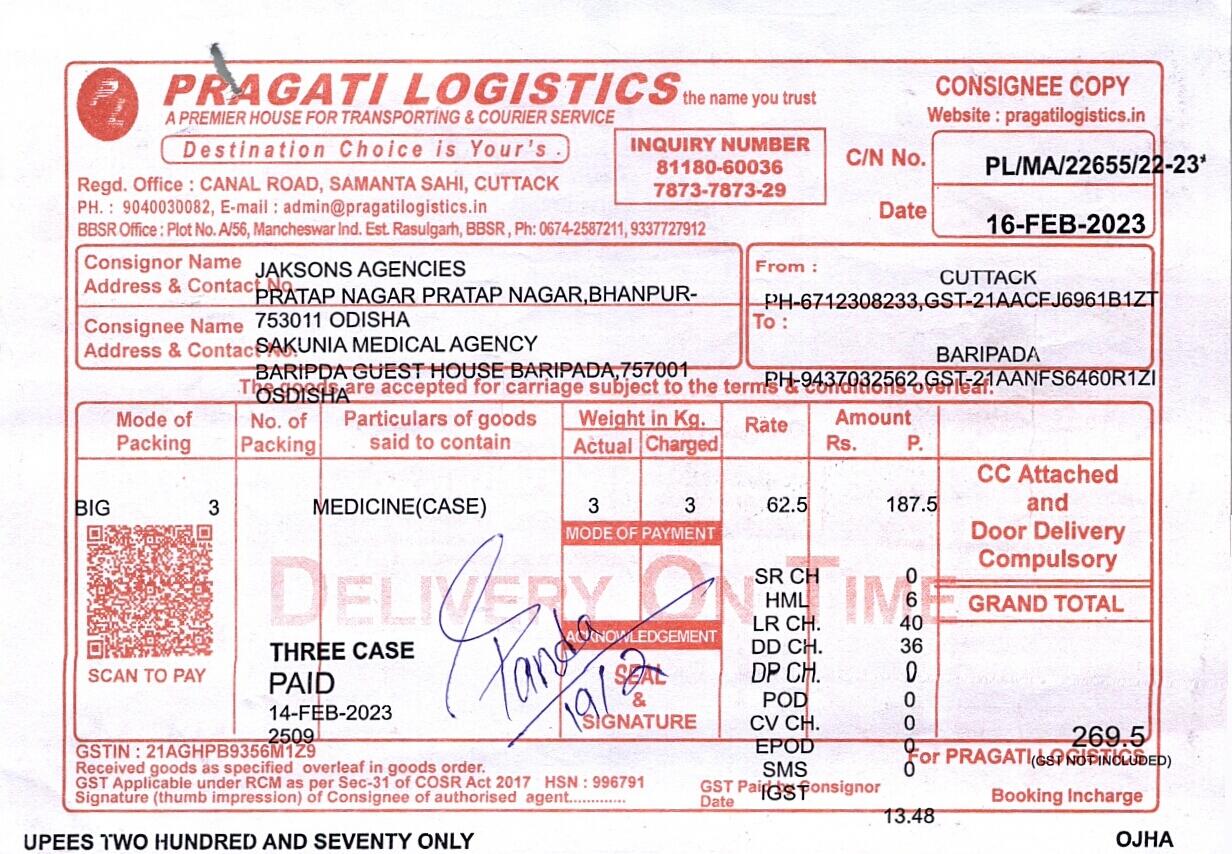 PRAGATI LOGISTICS the name you trust
A PREMIER HOUSE FOR TRANSPORTING & COURIER SERVICE
Destination Choice is Your's .
CONSIGNEE COPY
Website : pragatilogistics.in
INQUIRY NUMBER
81180-60036
7873-7873-29
C/N No. PL/MA/22655/22-23*
Date 16-FEB-2023
Regd. Office : CANAL ROAD, SAMANTA SAHI, CUTTACK
PH. : 9040030082, E-mail : admin@pragatilogistics.in
BBSR Office : Plot No. A/56, Mancheswar Ind. Est. Rasulgarh, BBSR , Ph: 0674-2587211, 9337727912
Consignor Name
Address & Contact No.
JAKSONS AGENCIES
PRATAP NAGAR PRATAP NAGAR,BHANPUR-
753011 ODISHA
From :
CUTTACK
PH-6712308233,GST-21AACFJ6961B1ZT
Consignee Name
Address & Contact No.
SAKUNIA MEDICAL AGENCY
BARIPDA GUEST HOUSE BARIPADA,757001
OSDISHA
To :
BARIPADA
PH-9437032562,GST-21AANFS6460R1ZI
The goods are accepted for carriage subject to the terms & conditions overleaf.
Mode of Packing No. of Packing Particulars of goods said to contain Weight in Kg. Actual Charged Rate Amount Rs. P.
BIG 3 MEDICINE(CASE) 3 3 62.5 187.5
CC Attached
and
Door Delivery
Compulsory
MODE OF PAYMENT
DELIVERY ON TIME
SR CH 0
HML 6
LR CH. 40
DD CH. 36
DP CH. 0
POD 0
CV CH. 0
EPOD 0
SMS 0
IGST 13.48
GRAND TOTAL
269.5
(GST NOT INCLUDED)
SCAN TO PAY
THREE CASE
PAID
14-FEB-2023
2509
ACKNOWLEDGEMENT
SEAL
&
SIGNATURE
Panda
19/2
GSTIN : 21AGHPB9356M1Z9
Received goods as specified overleaf in goods order.
GST Applicable under RCM as per Sec-31 of COSR Act 2017 HSN : 996791
Signature (thumb impression) of Consignee of authorised agent.............
GST Paid by Consignor
Date
For PRAGATI LOGISTICS
Booking Incharge
UPEES TWO HUNDRED AND SEVENTY ONLY
OJHA